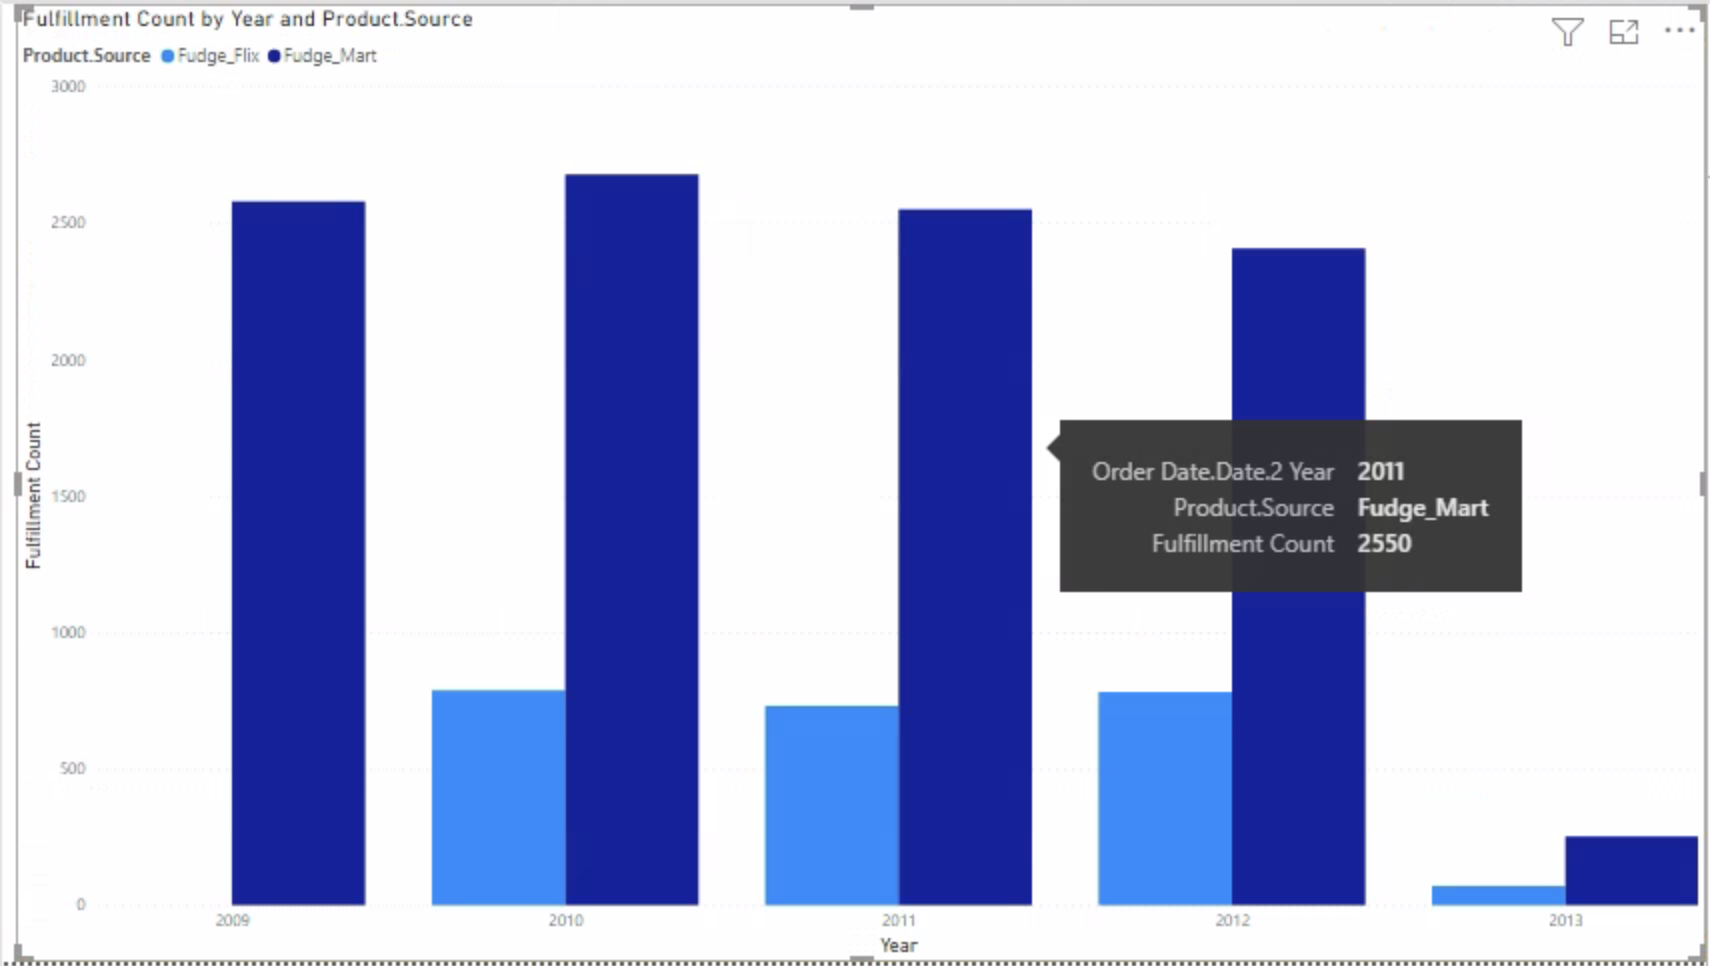 Fulfillment Count by Year and Product.Source
Product.Source Fudge_Flix Fudge_Mart
3000
2500
2000
1500
1000
500
0
Fulfillment Count
Order Date.Date.2 Year 2011
Product.Source Fudge_Mart
Fulfillment Count 2550
2009 2010 2011 2012 2013
Year